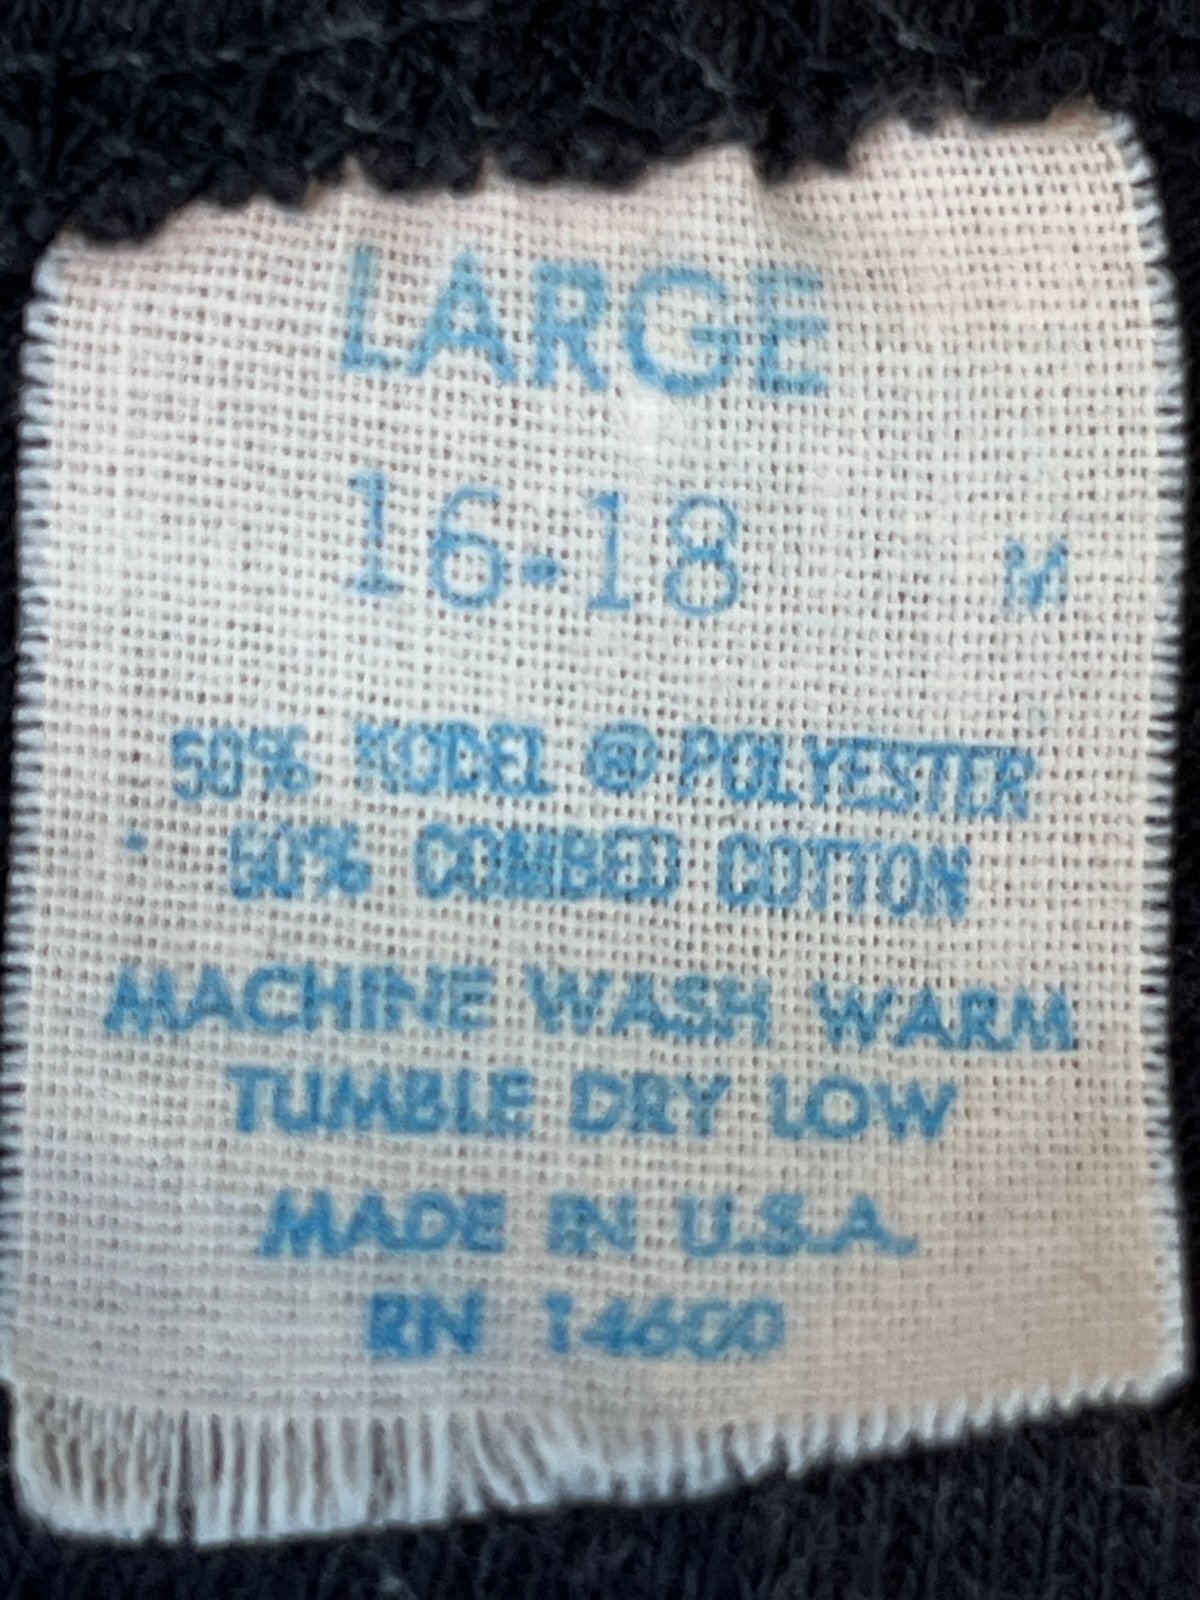 LARGE
16-18 M
50% KODEL ® POLYESTER
50% COMBED COTTON
MACHINE WASH WARM
TUMBLE DRY LOW
MADE IN U.S.A.
RN 14600